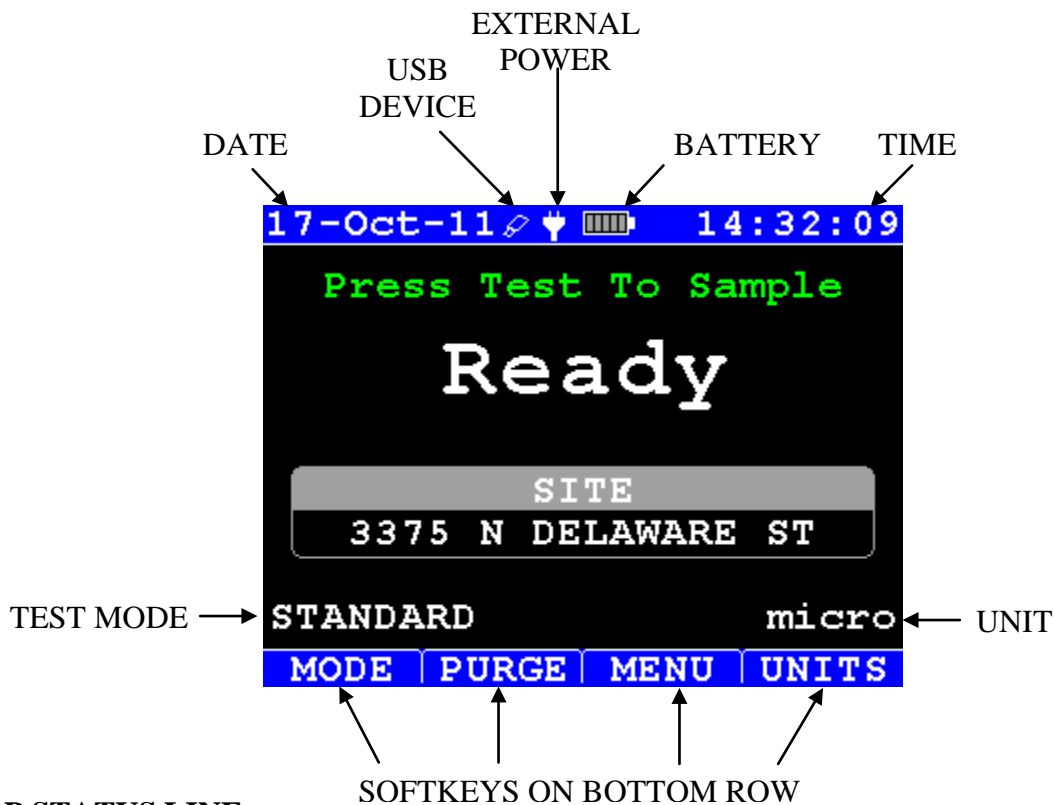 EXTERNAL
POWER
USB
DEVICE
DATE
BATTERY
TIME
17-Oct-11 14:32:09
Press Test To Sample
Ready
SITE
3375 N DELAWARE ST
TEST MODE
STANDARD micro
UNIT
MODE PURGE MENU UNITS
SOFTKEYS ON BOTTOM ROW